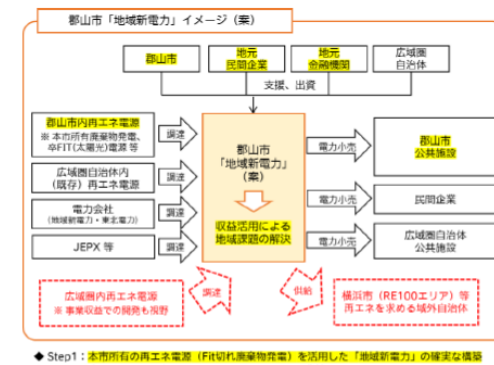 郡山市「地域新電力」イメージ（案）
郡山市
地元
民間企業
地元
金融機関
広域圏
自治体
支援、出資
郡山市内再エネ電源
※ 本市所有廃棄物発電、
卒FIT(太陽光)電源 等
調達
広域圏自治体内
（既存）再エネ電源
調達
電力会社
（地域新電力・東北電力）
調達
JEPX 等
調達
郡山市
「地域新電力」
（案）
収益活用による
地域課題の解決
電力小売
郡山市
公共施設
電力小売
民間企業
電力小売
広域圏自治体
公共施設
広域圏内再エネ電源
※ 事業収益での開発も視野
調達
供給
横浜市（RE100エリア）等
再エネを求める域外自治体
◆ Step1：本市所有の再エネ電源（Fit切れ廃棄物発電）を活用した「地域新電力」の確実な構築